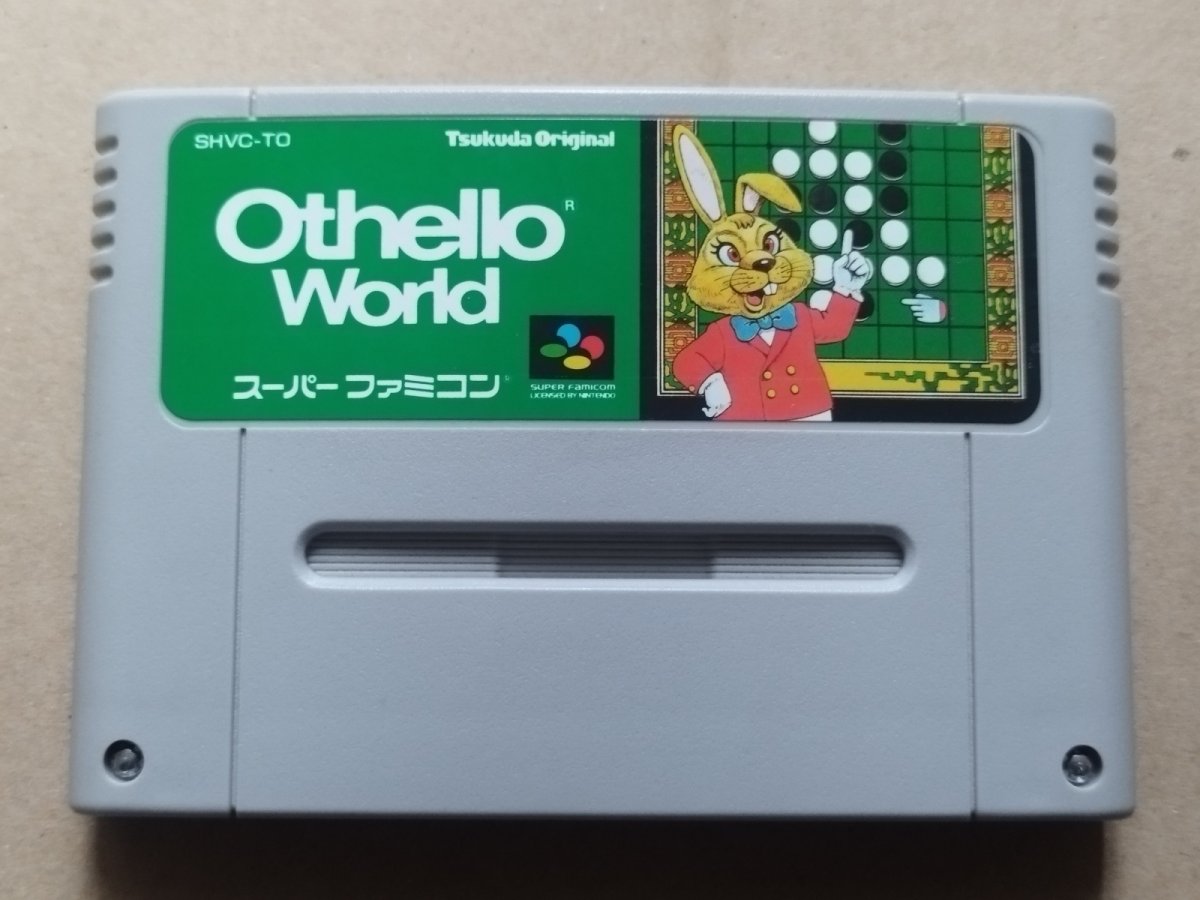 SHVC-TO
Tsukuda Original
Othello®
World
スーパーファミコン
SUPER FAMICOM
LICENSED BY NINTENDO